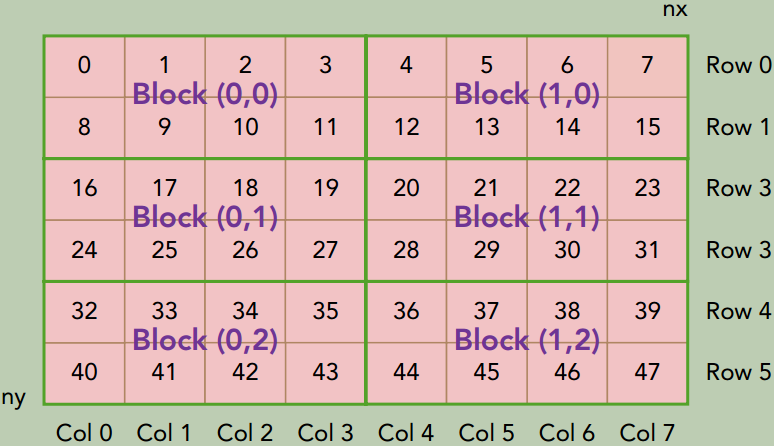 nx
0 1 2 3 4 5 6 7 Row 0
Block (0,0) Block (1,0)
8 9 10 11 12 13 14 15 Row 1
16 17 18 19 20 21 22 23 Row 3
Block (0,1) Block (1,1)
24 25 26 27 28 29 30 31 Row 3
32 33 34 35 36 37 38 39 Row 4
Block (0,2) Block (1,2)
40 41 42 43 44 45 46 47 Row 5
ny
Col 0 Col 1 Col 2 Col 3 Col 4 Col 5 Col 6 Col 7